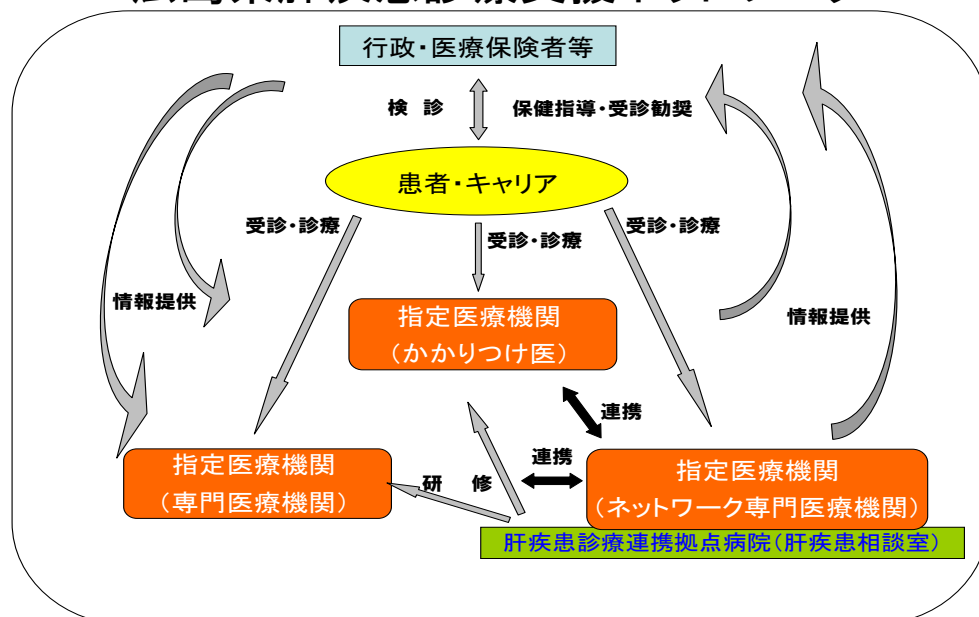 行政・医療保険者等
検 診
保健指導・受診勧奨
患者・キャリア
受診・診療
受診・診療
受診・診療
情報提供
指定医療機関
(かかりつけ医)
情報提供
連携
指定医療機関
(専門医療機関)
研 修
連携
指定医療機関
(ネットワーク専門医療機関)
肝疾患診療連携拠点病院(肝疾患相談室)